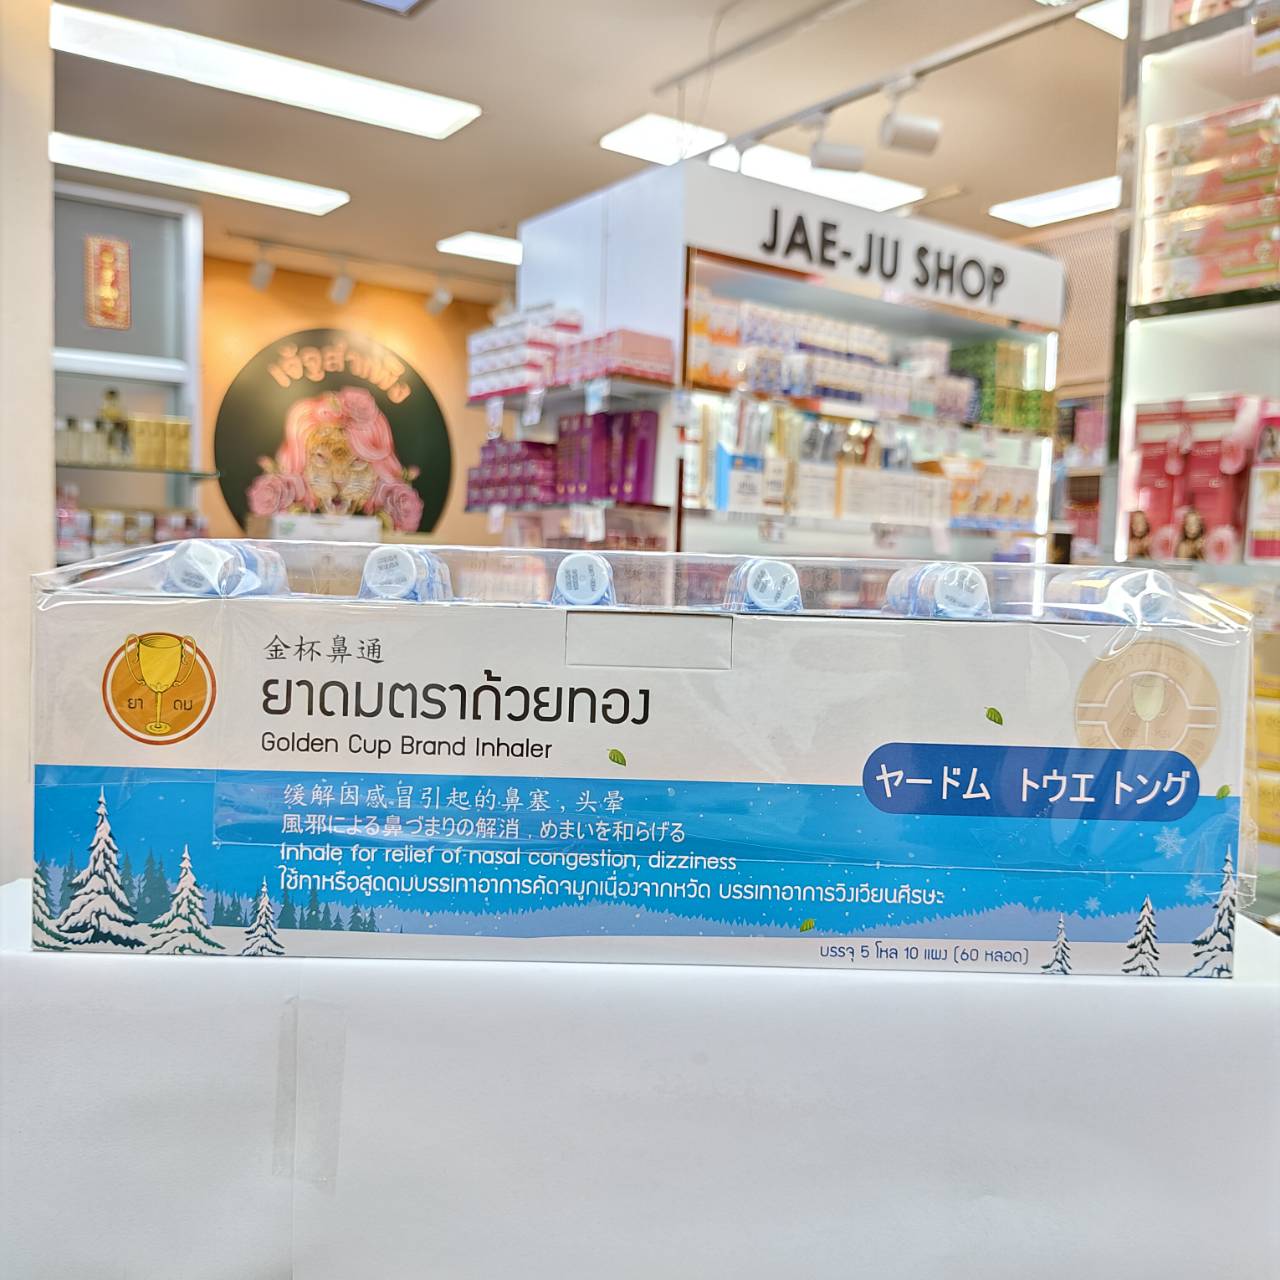 JAE-JU SHOP
เจ๊จูสำเพ็ง
金杯鼻通
ยาดมตราถ้วยทอง
Golden Cup Brand Inhaler
ยา ดม
ヤードム トウエ トング
缓解因感冒引起的鼻塞，头晕
風邪による鼻づまりの解消，めまいを和らげる
Inhale for relief of nasal congestion, dizziness
ใช้ทาหรือสูดดมบรรเทาอาการคัดจมูกเนื่องจากหวัด บรรเทาอาการวิงเวียนศีรษะ
บรรจุ 5 โหล 10 แผง (60 หลอด)